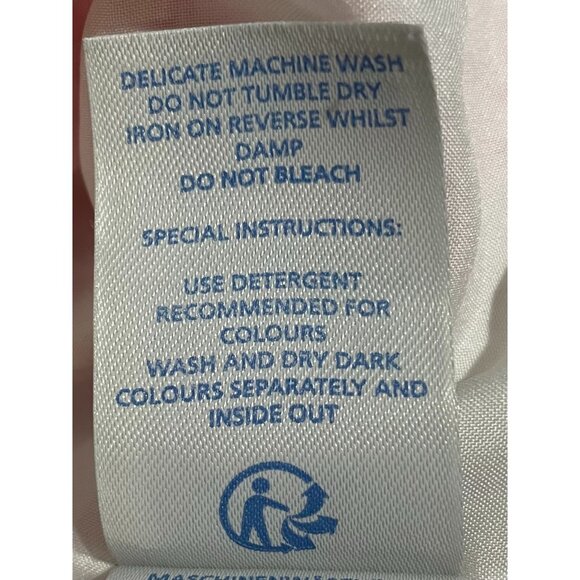 DELICATE MACHINE WASH
DO NOT TUMBLE DRY
IRON ON REVERSE WHILST
DAMP
DO NOT BLEACH
SPECIAL INSTRUCTIONS:
USE DETERGENT
RECOMMENDED FOR
COLOURS
WASH AND DRY DARK
COLOURS SEPARATELY AND
INSIDE OUT